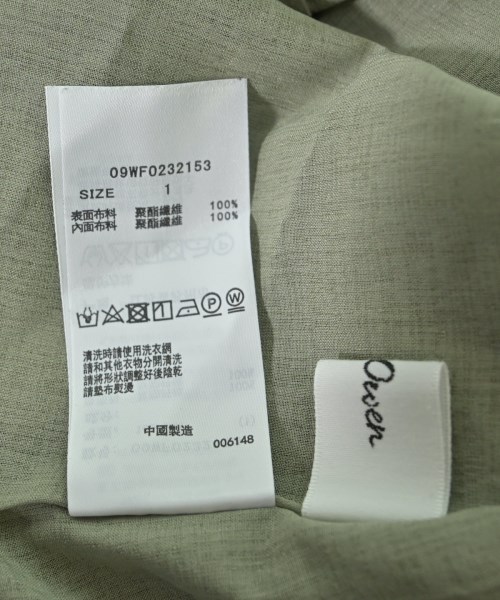 09WFO232153
SIZE 1
表面布料 聚酯纖維 100%
內面布料 聚酯纖維 100%
P W
清洗時請使用洗衣網
請和其他衣物分開清洗
請將形狀調整好後陰乾
請墊布熨燙
中國製造
006148
Owen